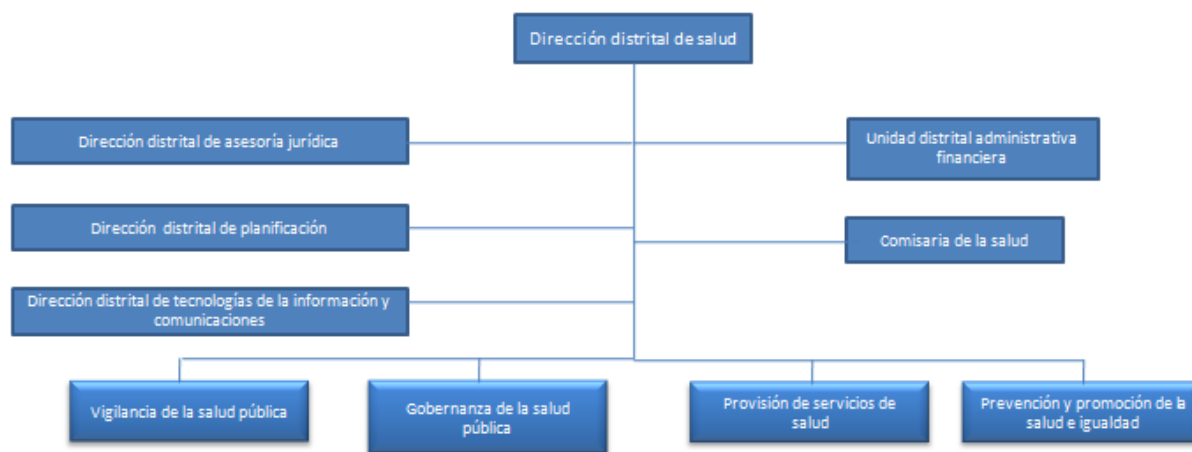 Dirección distrital de salud
Dirección distrital de asesoría jurídica
Unidad distrital administrativa
financiera
Dirección distrital de planificación
Comisaria de la salud
Dirección distrital de tecnologías de la información y
comunicaciones
Vigilancia de la salud pública
Gobernanza de la salud
pública
Provisión de servicios de
salud
Prevención y promoción de la
salud e igualdad